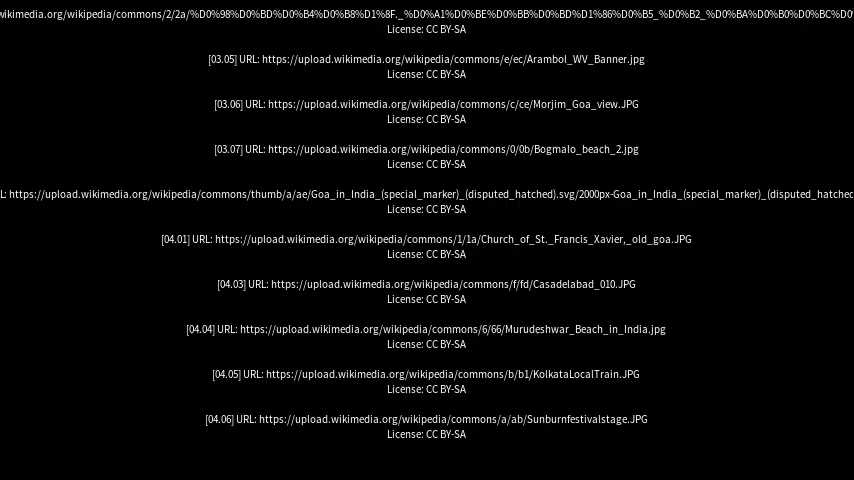 wikimedia.org/wikipedia/commons/2/2a/%D0%98%D0%BD%D0%B4%D0%B8%D1%8F._%D0%A1%D0%BE%D0%BB%D0%BD%D1%86%D0%B5_%D0%B2_%D0%BA%D0%B0%D0%BC%D0%
License: CC BY-SA
[03.05] URL: https://upload.wikimedia.org/wikipedia/commons/e/ec/Arambol_WV_Banner.jpg
License: CC BY-SA
[03.06] URL: https://upload.wikimedia.org/wikipedia/commons/c/ce/Morjim_Goa_view.JPG
License: CC BY-SA
[03.07] URL: https://upload.wikimedia.org/wikipedia/commons/0/0b/Bogmalo_beach_2.jpg
License: CC BY-SA
L: https://upload.wikimedia.org/wikipedia/commons/thumb/a/ae/Goa_in_India_(special_marker)_(disputed_hatched).svg/2000px-Goa_in_India_(special_marker)_(disputed_hatched
License: CC BY-SA
[04.01] URL: https://upload.wikimedia.org/wikipedia/commons/1/1a/Church_of_St._Francis_Xavier,_old_goa.JPG
License: CC BY-SA
[04.03] URL: https://upload.wikimedia.org/wikipedia/commons/f/fd/Casadelabad_010.JPG
License: CC BY-SA
[04.04] URL: https://upload.wikimedia.org/wikipedia/commons/6/66/Murudeshwar_Beach_in_India.jpg
License: CC BY-SA
[04.05] URL: https://upload.wikimedia.org/wikipedia/commons/b/b1/KolkataLocalTrain.JPG
License: CC BY-SA
[04.06] URL: https://upload.wikimedia.org/wikipedia/commons/a/ab/Sunburnfestivalstage.JPG
License: CC BY-SA